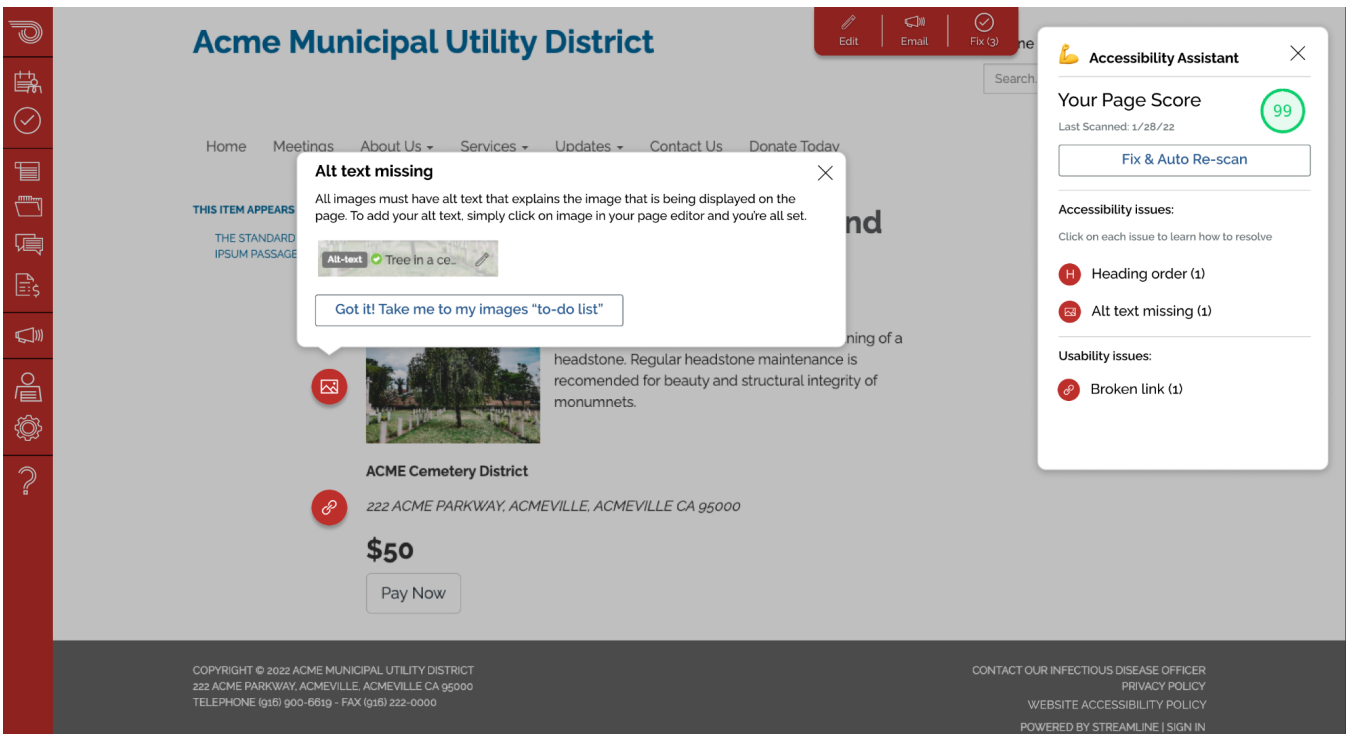 Acme Municipal Utility District
Edit
Email
Fix (3)
ne
Search.
Home Meetings About Us Services Updates Contact Us Donate Today
THIS ITEM APPEARS
THE STANDARD
IPSUM PASSAGE
nd
Alt text missing
All images must have alt text that explains the image that is being displayed on the
page. To add your alt text, simply click on image in your page editor and you're all set.
Alt-text Tree in a ce...
Got it! Take me to my images “to-do list”
ning of a
headstone. Regular headstone maintenance is
recomended for beauty and structural integrity of
monumnets.
ACME Cemetery District
222 ACME PARKWAY, ACMEVILLE, ACMEVILLE CA 95000
$50
Pay Now
Accessibility Assistant
Your Page Score
99
Last Scanned: 1/28/22
Fix & Auto Re-scan
Accessibility issues:
Click on each issue to learn how to resolve
H Heading order (1)
Alt text missing (1)
Usability issues:
Broken link (1)
COPYRIGHT © 2022 ACME MUNICIPAL UTILITY DISTRICT
222 ACME PARKWAY, ACMEVILLE, ACMEVILLE CA 95000
TELEPHONE (916) 900-6619 - FAX (916) 222-0000
CONTACT OUR INFECTIOUS DISEASE OFFICER
PRIVACY POLICY
WEBSITE ACCESSIBILITY POLICY
POWERED BY STREAMLINE | SIGN IN